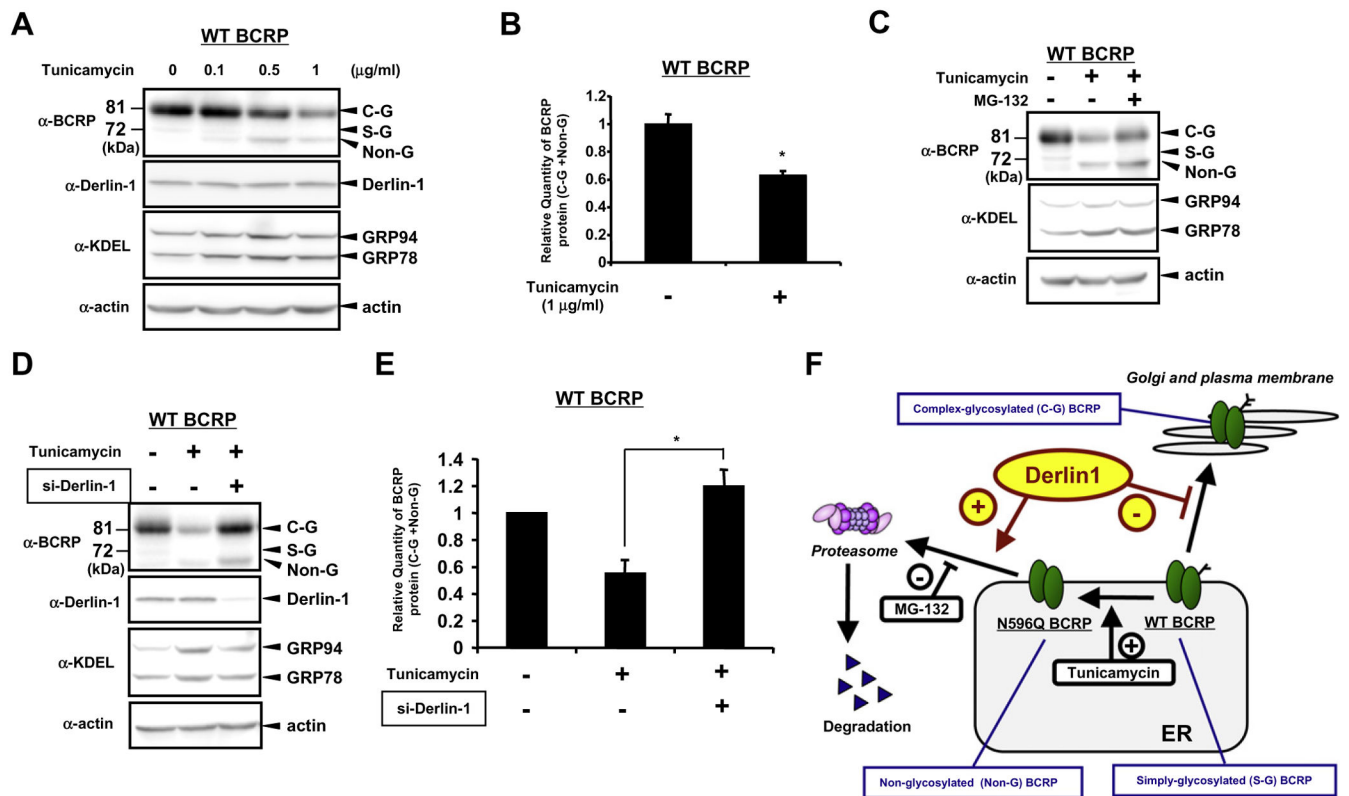 A
WT BCRP
Tunicamycin 0 0.1 0.5 1 (μg/ml)
α-BCRP
81
72
(kDa)
C-G
S-G
Non-G
α-Derlin-1
Derlin-1
α-KDEL
GRP94
GRP78
α-actin
actin
B
WT BCRP
Relative Quantity of BCRP
protein (C-G +Non-G)
1.2
1
0.8
0.6
0.4
0.2
0
*
Tunicamycin
(1 μg/ml)
- +
C
WT BCRP
Tunicamycin - + +
MG-132 +
α-BCRP
81
72
(kDa)
C-G
S-G
Non-G
α-KDEL
GRP94
GRP78
α-actin
actin
D
WT BCRP
Tunicamycin - + +
si-Derlin-1 - - +
α-BCRP
81
72
(kDa)
C-G
S-G
Non-G
α-Derlin-1
Derlin-1
α-KDEL
GRP94
GRP78
α-actin
actin
E
WT BCRP
Relative Quantity of BCRP
protein (C-G +Non-G)
1.4
1.2
1
0.8
0.6
0.4
0.2
0
*
Tunicamycin - + +
si-Derlin-1 - - +
F
Golgi and plasma membrane
Complex-glycosylated (C-G) BCRP
Derlin1
+
-
Proteasome
-
MG-132
N596Q BCRP
WT BCRP
+
Tunicamycin
Degradation
ER
Non-glycosylated (Non-G) BCRP
Simply-glycosylated (S-G) BCRP